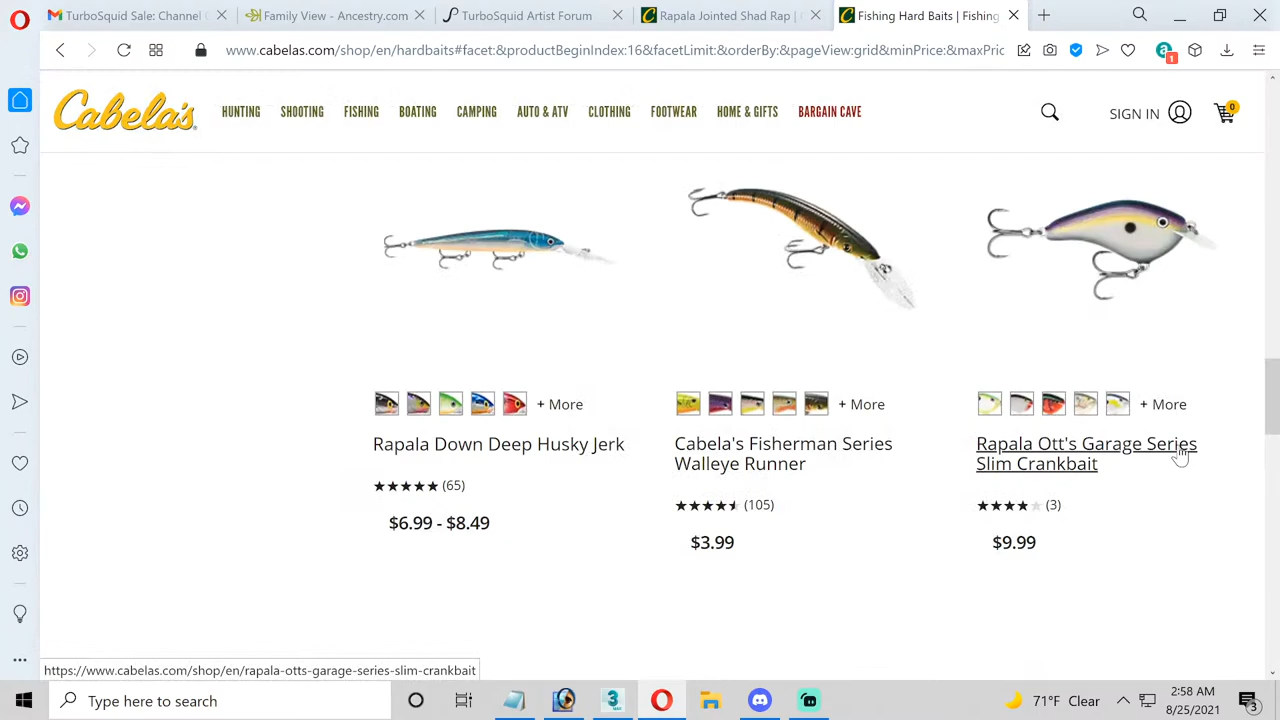 TurboSquid Sale: Channel
Family View - Ancestry.com
TurboSquid Artist Forum
Rapala Jointed Shad Rap |
Fishing Hard Baits | Fishing
www.cabelas.com/shop/en/hardbaits#facet:&productBeginIndex:16&facetLimit:&orderBy:&pageView:grid&minPrice:&maxPric
1
Cabela's
HUNTING SHOOTING FISHING BOATING CAMPING AUTO & ATV CLOTHING FOOTWEAR HOME & GIFTS BARGAIN CAVE
SIGN IN
0
+ More
+ More
+ More
Rapala Down Deep Husky Jerk
(65)
$6.99 - $8.49
Cabela's Fisherman Series
Walleye Runner
(105)
$3.99
Rapala Ott's Garage Series
Slim Crankbait
(3)
$9.99
https://www.cabelas.com/shop/en/rapala-otts-garage-series-slim-crankbait
Type here to search
71°F Clear
2:58 AM
8/25/2021
3